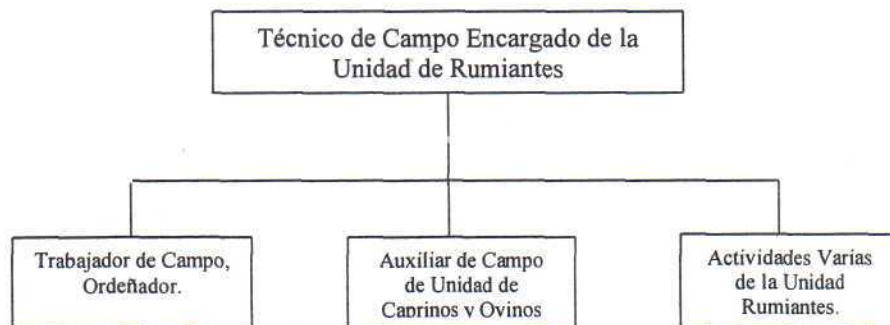 Técnico de Campo Encargado de la
Unidad de Rumiantes
Trabajador de Campo,
Ordeñador.
Auxiliar de Campo
de Unidad de
Caprinos y Ovinos
Actividades Varias
de la Unidad
Rumiantes.